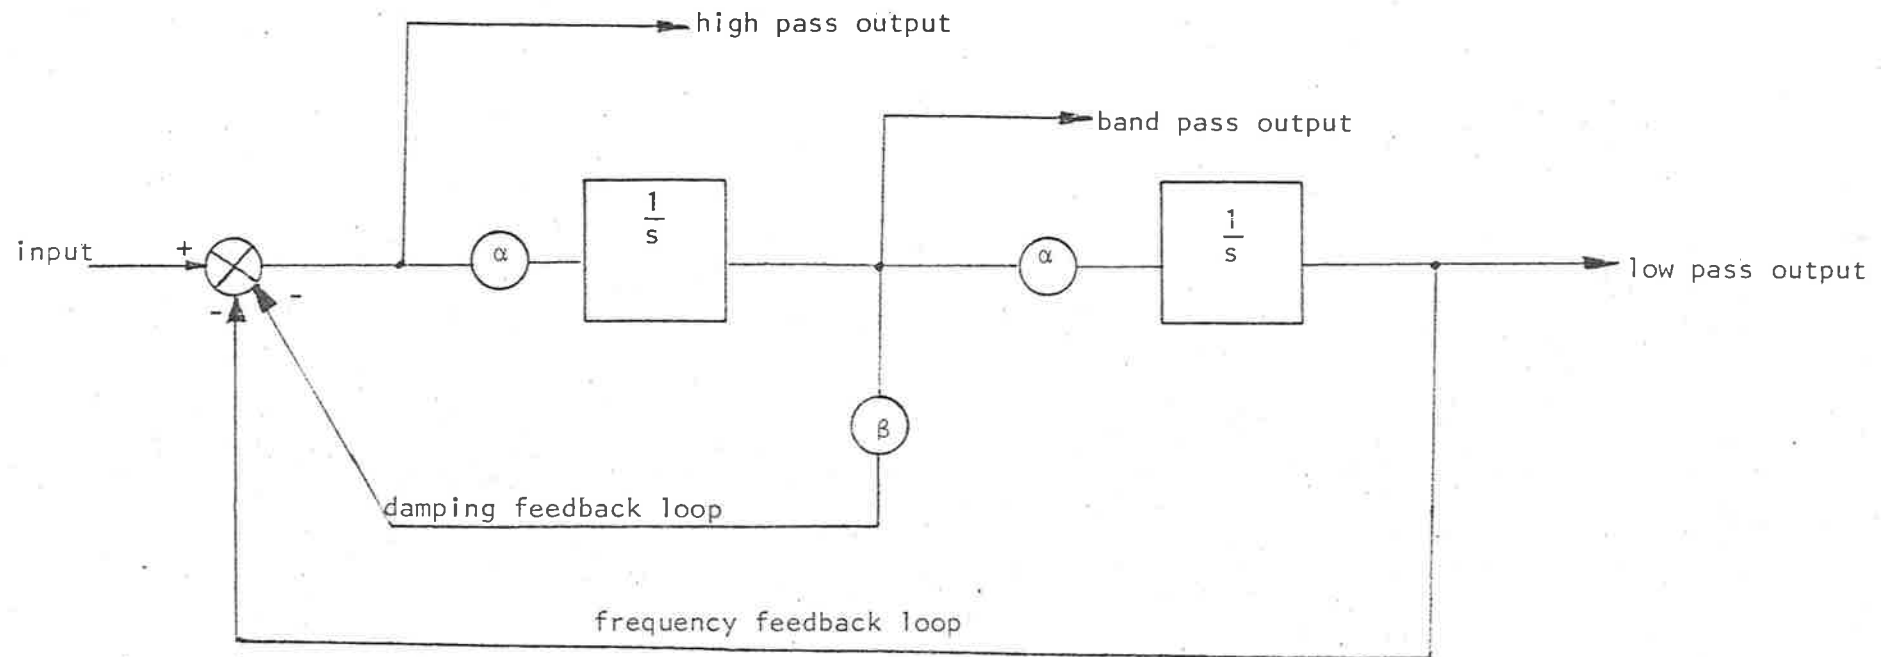 high pass output
band pass output
input
+
α
1
s
α
1
s
low pass output
-
-
β
damping feedback loop
frequency feedback loop